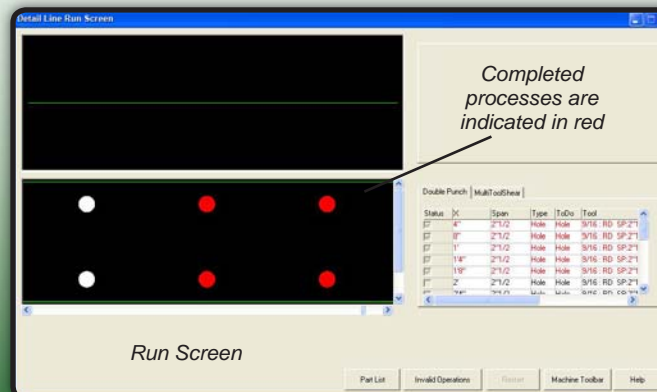 Detail Line Run Screen
Completed
processes are
indicated in red
Double Punch MultiToolShear
Status X Span Type ToDo Tool
4" 2"1/2 Hole Hole 9/16 : RD SP:2"1
8" 2"1/2 Hole Hole 9/16 : RD SP:2"1
1' 2"1/2 Hole Hole 9/16 : RD SP:2"1
1'4" 2"1/2 Hole Hole 9/16 : RD SP:2"1
1'8" 2"1/2 Hole Hole 9/16 : RD SP:2"1
2' 2"1/2 Hole Hole 9/16 : RD SP:2"1
Run Screen
Part List Invalid Operations Restart Machine Toolbar Help